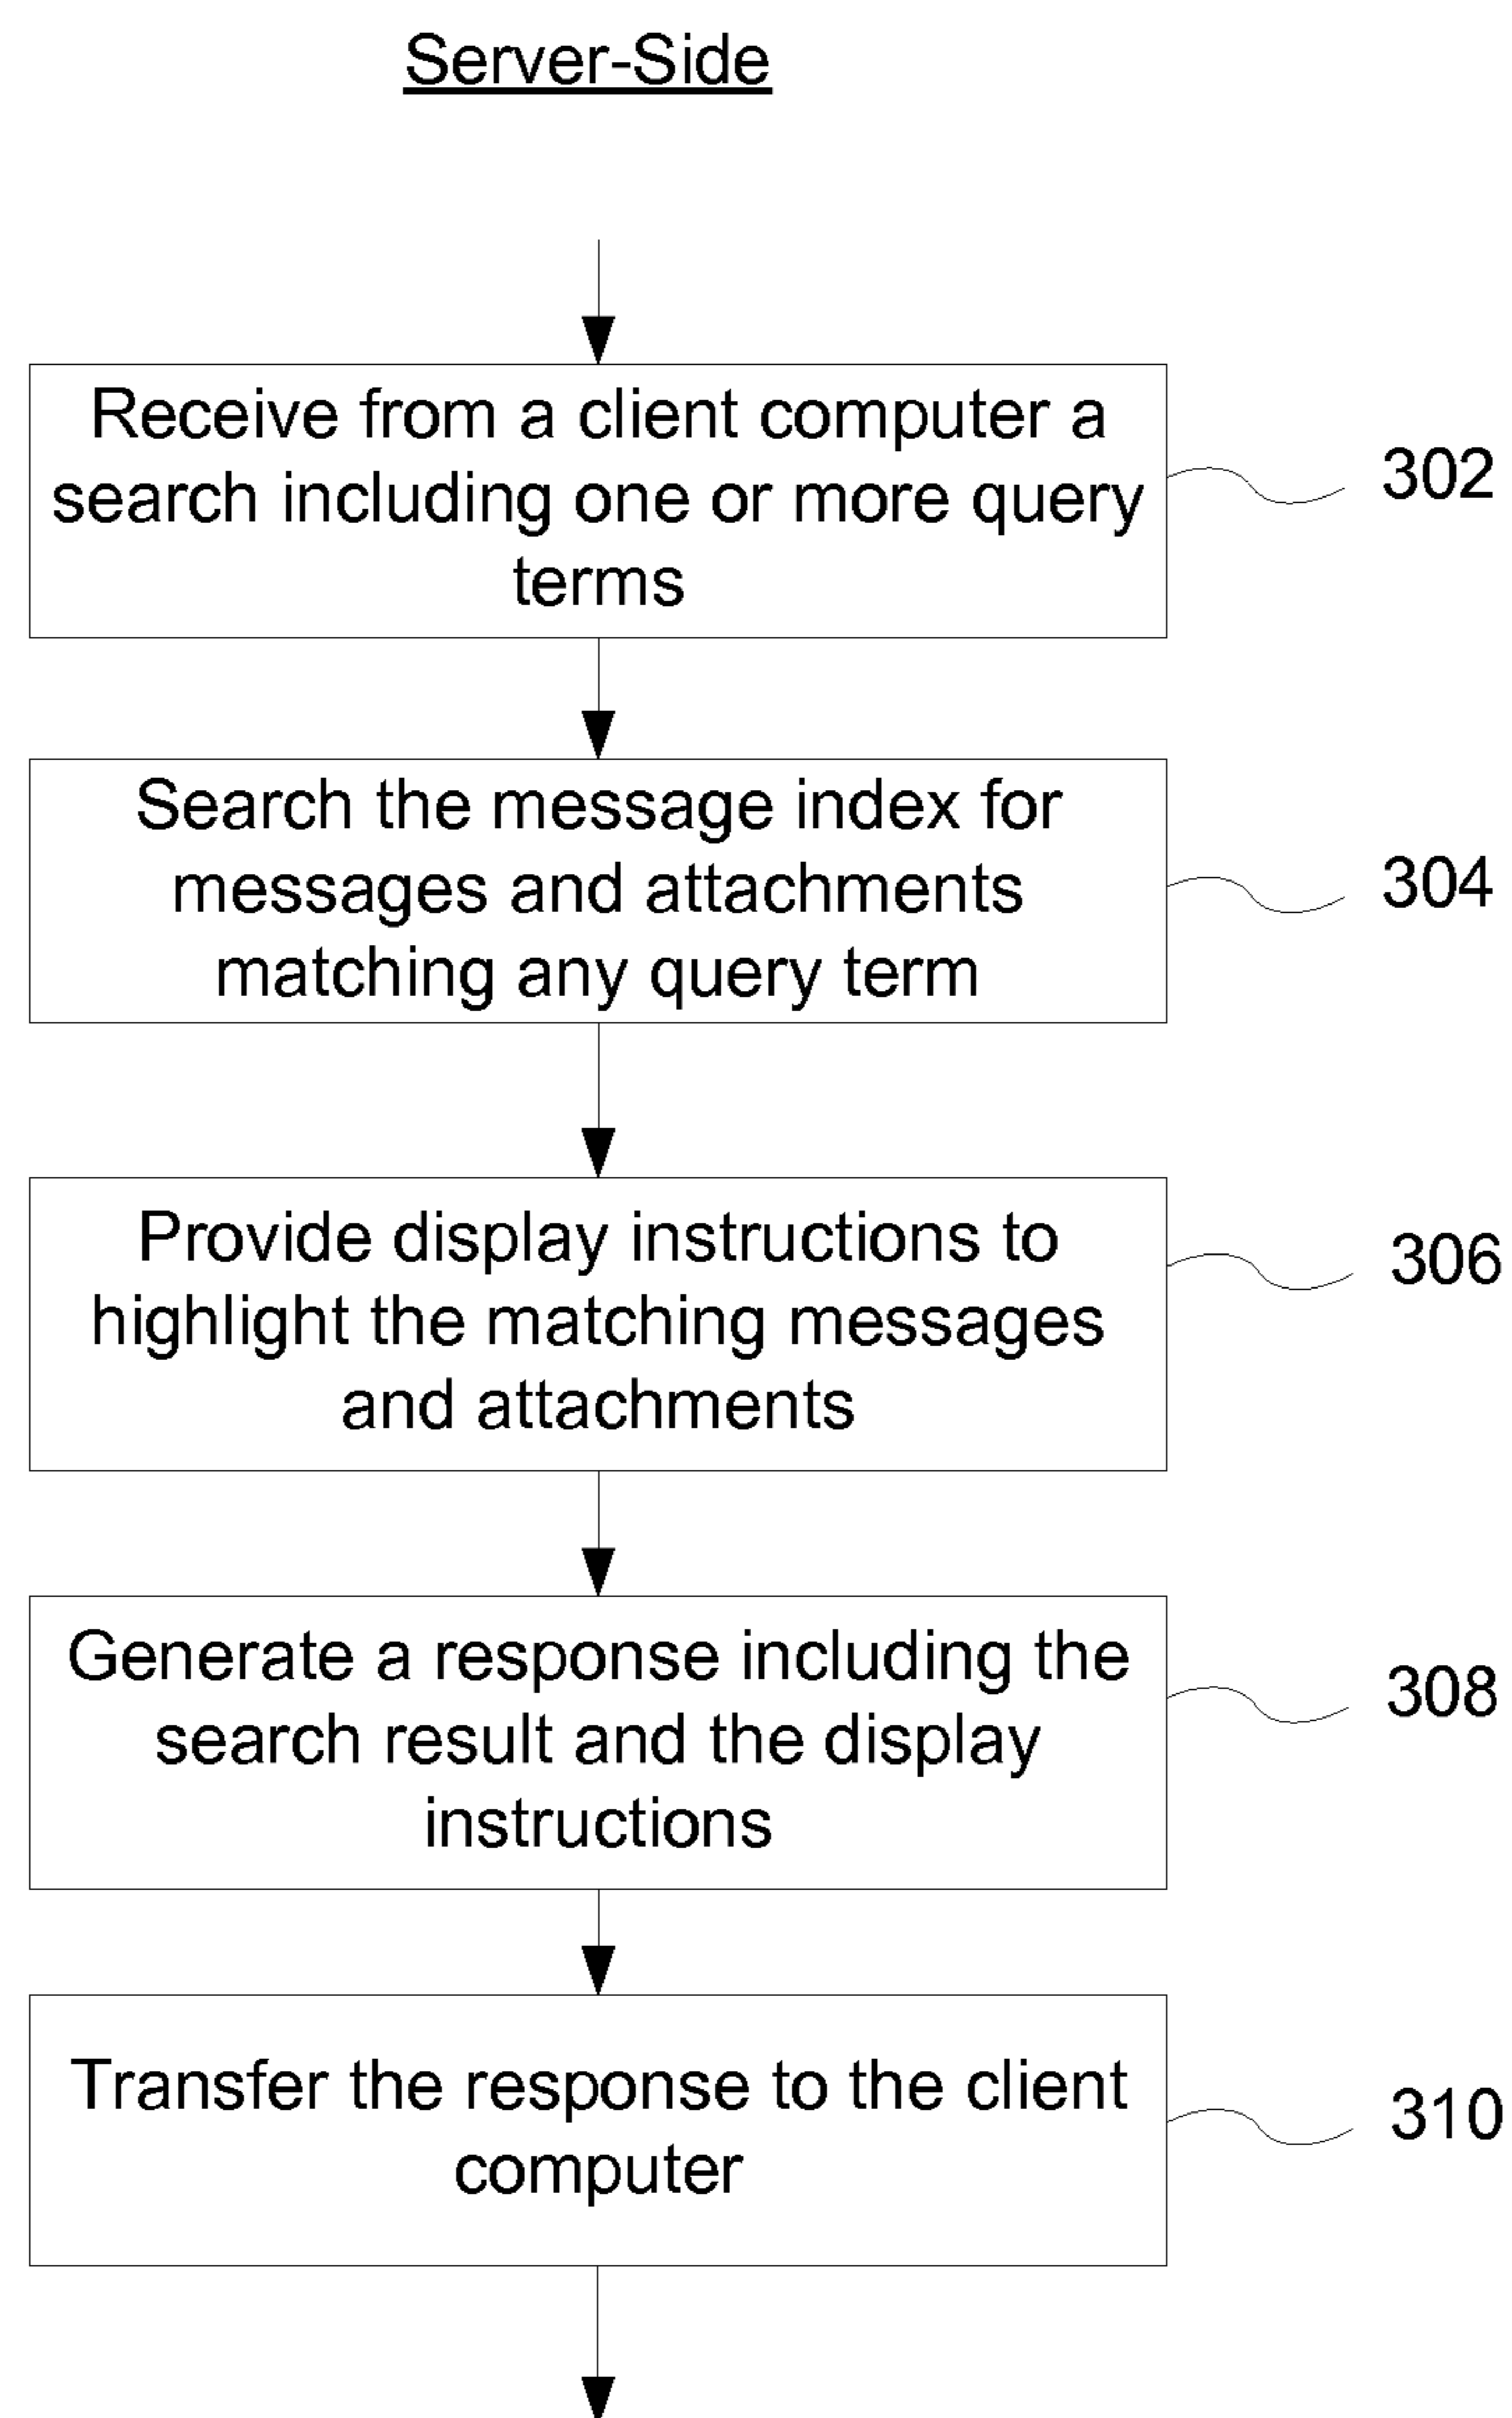 Server-Side
Receive from a client computer a
search including one or more query
terms
302
Search the message index for
messages and attachments
matching any query term
304
Provide display instructions to
highlight the matching messages
and attachments
306
Generate a response including the
search result and the display
instructions
308
Transfer the response to the client
computer
310